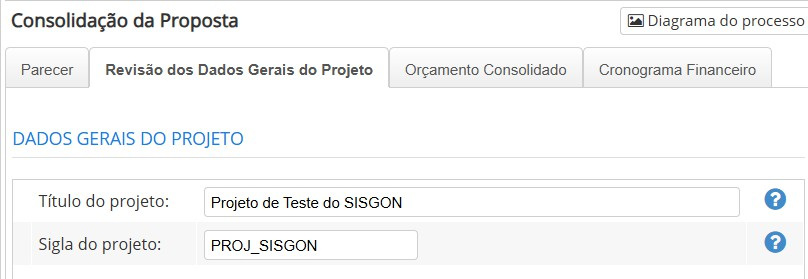 Consolidação da Proposta
Diagrama do processo
Parecer
Revisão dos Dados Gerais do Projeto
Orçamento Consolidado
Cronograma Financeiro
DADOS GERAIS DO PROJETO
Título do projeto: Projeto de Teste do SISGON ?
Sigla do projeto: PROJ_SISGON ?